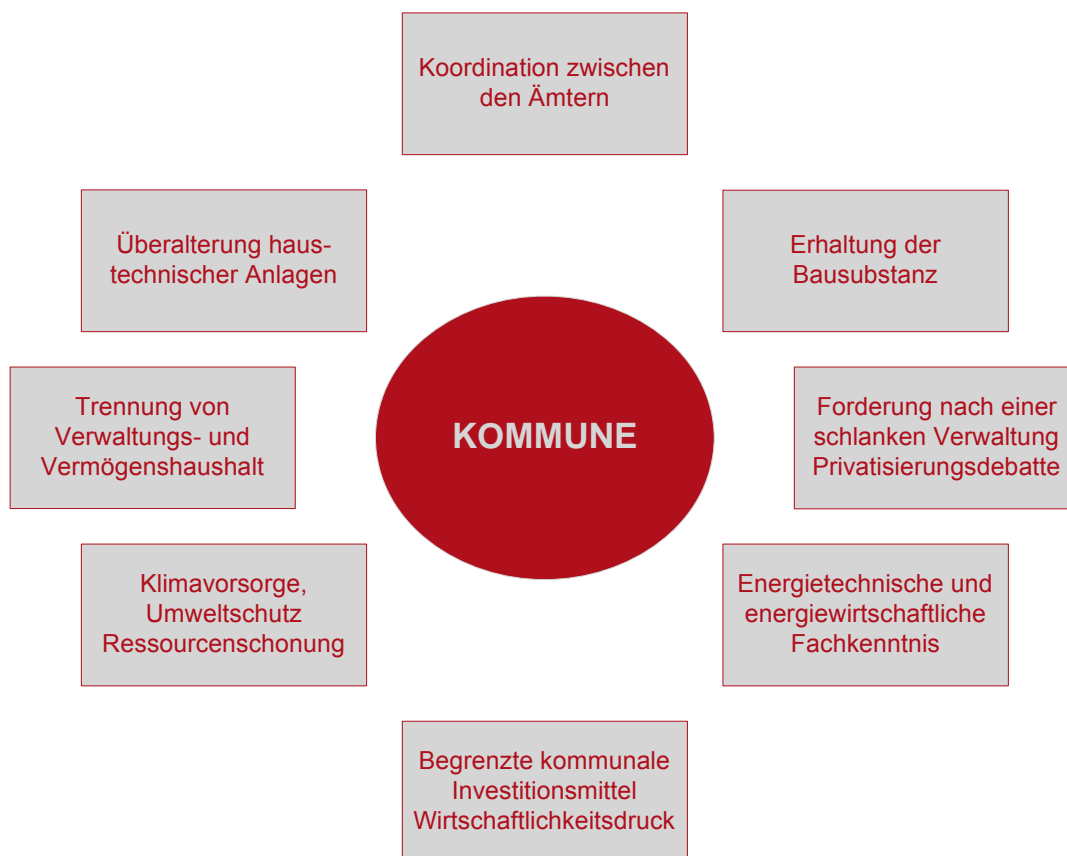 Koordination zwischen
den Ämtern
Überalterung haus-
technischer Anlagen
Erhaltung der
Bausubstanz
Trennung von
Verwaltungs- und
Vermögenshaushalt
KOMMUNE
Forderung nach einer
schlanken Verwaltung
Privatisierungsdebatte
Klimavorsorge,
Umweltschutz
Ressourcenschonung
Energietechnische und
energiewirtschaftliche
Fachkenntnis
Begrenzte kommunale
Investitionsmittel
Wirtschaftlichkeitsdruck